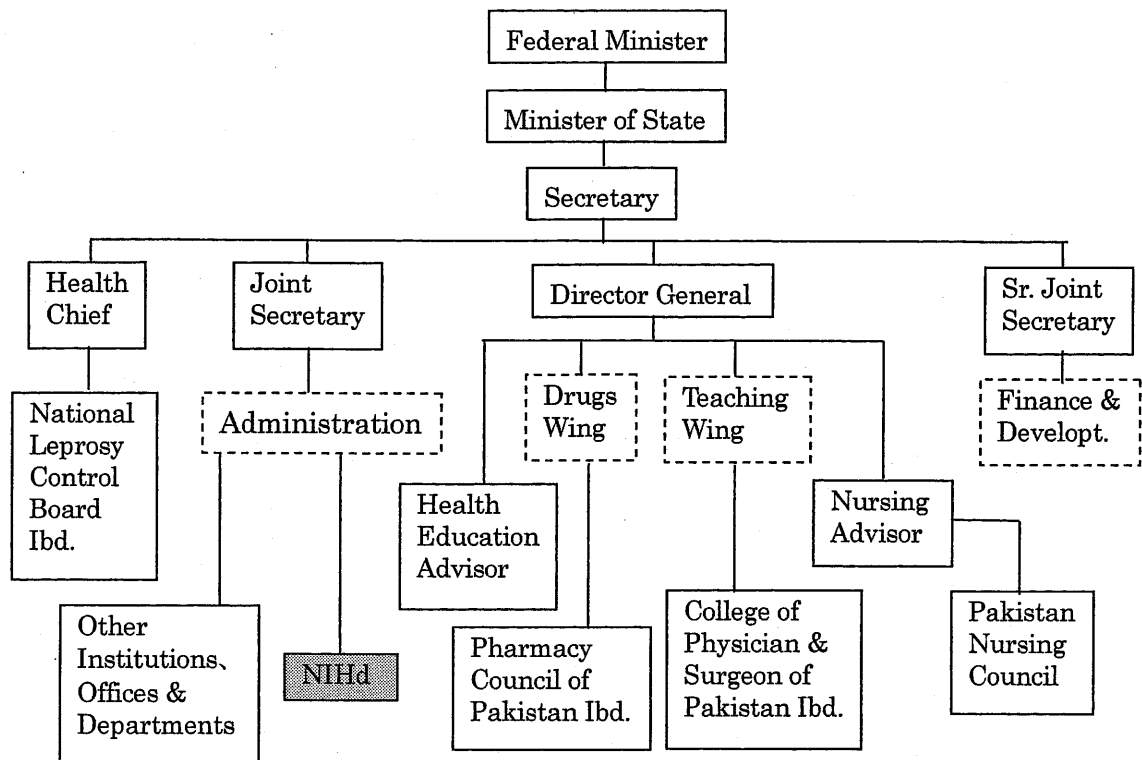 Federal Minister
Minister of State
Secretary
Health
Chief
Joint
Secretary
Director General
Sr. Joint
Secretary
National
Leprosy
Control
Board
Ibd.
Administration
Drugs
Wing
Teaching
Wing
Finance &
Developt.
Health
Education
Advisor
Nursing
Advisor
Other
Institutions、
Offices &
Departments
NIHd
Pharmacy
Council of
Pakistan Ibd.
College of
Physician &
Surgeon of
Pakistan Ibd.
Pakistan
Nursing
Council